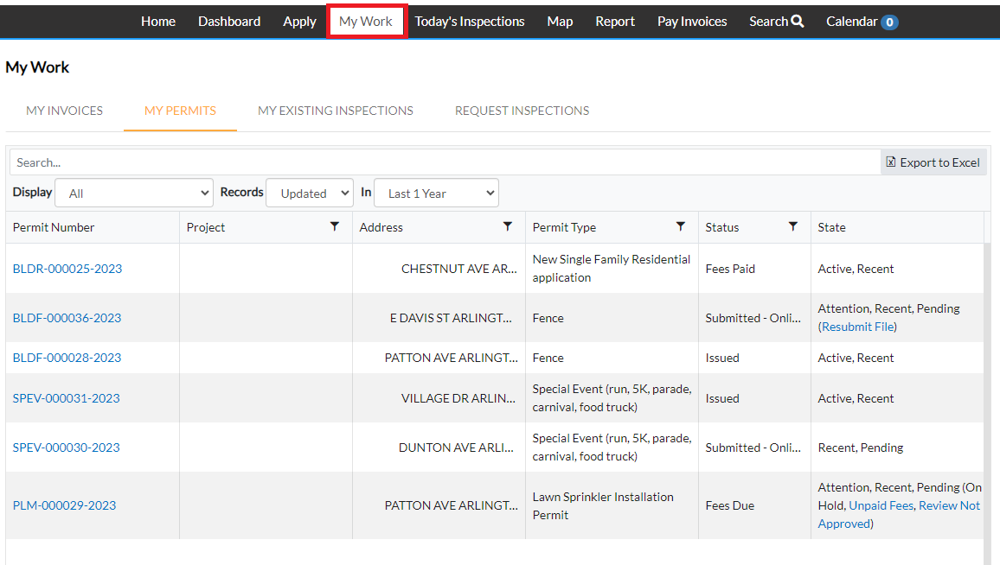 Home Dashboard Apply My Work Today's Inspections Map Report Pay Invoices Search Calendar 0
My Work
MY INVOICES MY PERMITS MY EXISTING INSPECTIONS REQUEST INSPECTIONS
Search... Export to Excel
Display All Records Updated In Last 1 Year
Permit Number Project Address Permit Type Status State
BLDR-000025-2023 CHESTNUT AVE AR... New Single Family Residential application Fees Paid Active, Recent
BLDF-000036-2023 E DAVIS ST ARLINGT... Fence Submitted - Onli... Attention, Recent, Pending (Resubmit File)
BLDF-000028-2023 PATTON AVE ARLINGT... Fence Issued Active, Recent
SPEV-000031-2023 VILLAGE DR ARLIN... Special Event (run, 5K, parade, carnival, food truck) Issued Active, Recent
SPEV-000030-2023 DUNTON AVE ARLI... Special Event (run, 5K, parade, carnival, food truck) Submitted - Onli... Recent, Pending
PLM-000029-2023 PATTON AVE ARLINGT... Lawn Sprinkler Installation Permit Fees Due Attention, Recent, Pending (On Hold, Unpaid Fees, Review Not Approved)